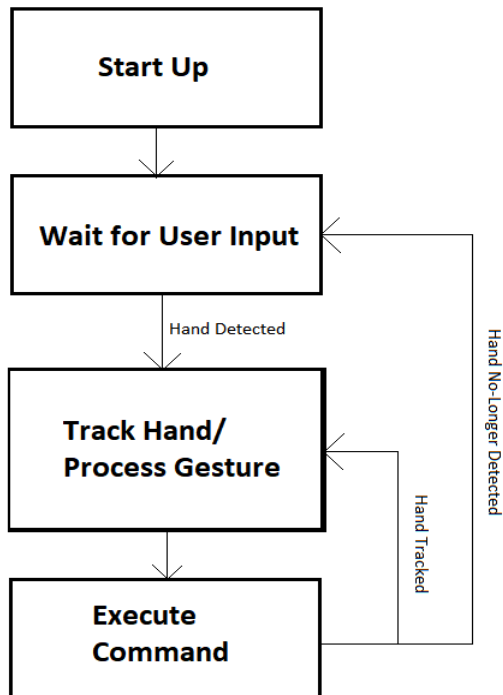 Start Up
Wait for User Input
Hand Detected
Track Hand/
Process Gesture
Hand Tracked
Hand No-Longer Detected
Execute
Command